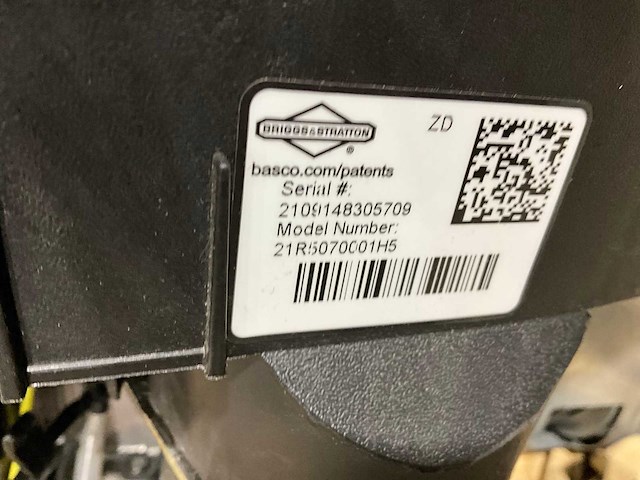 BRIGGS&STRATTON
®
ZD
basco.com/patents
Serial #:
2109148305709
Model Number:
21R5070001H5